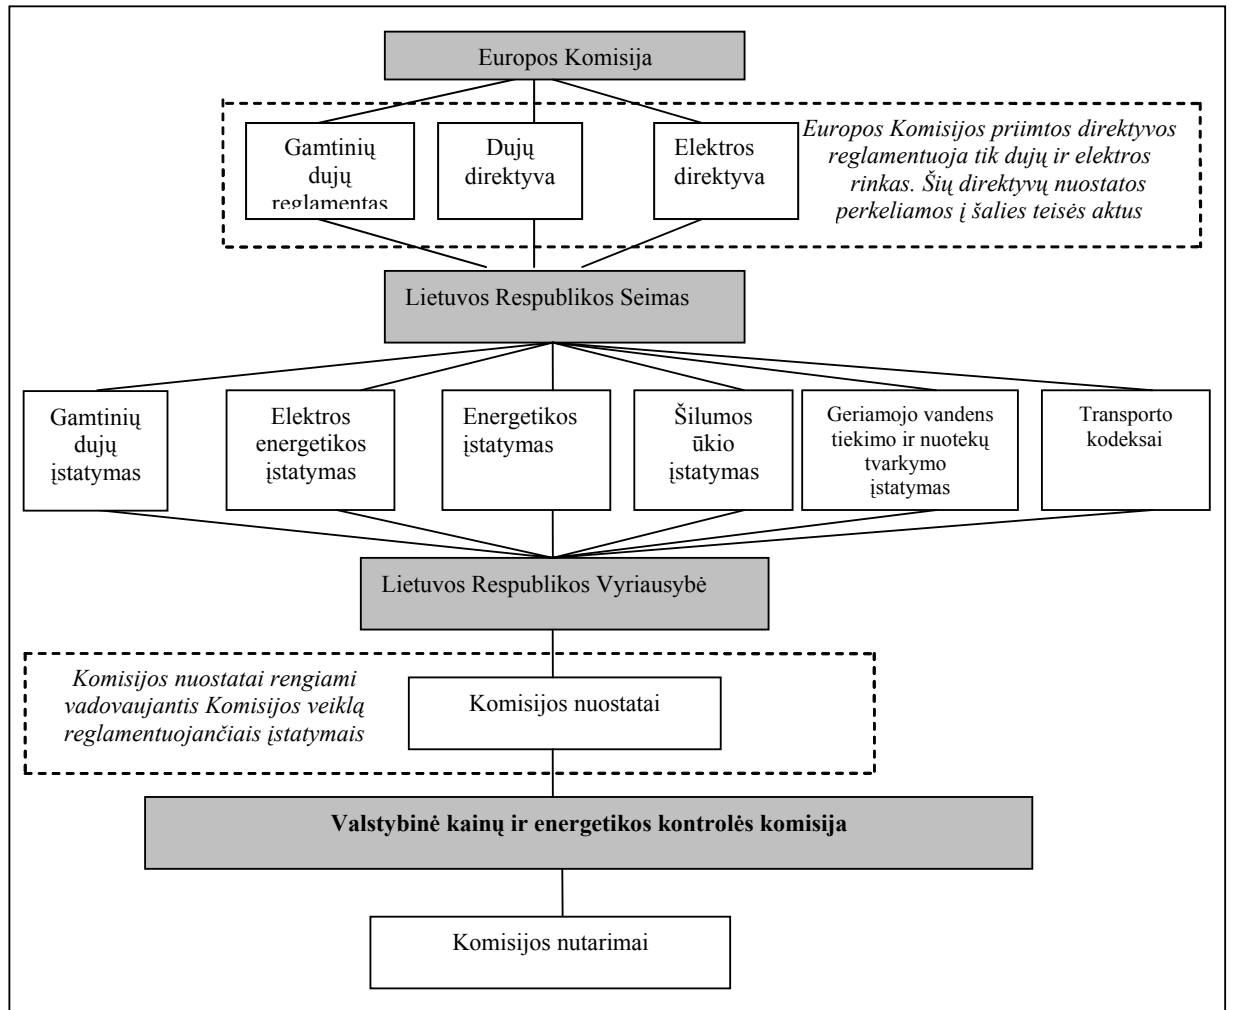 Europos Komisija
Gamtinių
dujų
reglamentas
Dujų
direktyva
Elektros
direktyva
Europos Komisijos priimtos direktyvos
reglamentuoja tik dujų ir elektros
rinkas. Šių direktyvų nuostatos
perkeliamos į šalies teisės aktus
Lietuvos Respublikos Seimas
Gamtinių
dujų
įstatymas
Elektros
energetikos
įstatymas
Energetikos
įstatymas
Šilumos
ūkio
įstatymas
Geriamojo vandens
tiekimo ir nuotekų
tvarkymo
įstatymas
Transporto
kodeksai
Lietuvos Respublikos Vyriausybė
Komisijos nuostatai rengiami
vadovaujantis Komisijos veiklą
reglamentuojančiais įstatymais
Komisijos nuostatai
Valstybinė kainų ir energetikos kontrolės komisija
Komisijos nutarimai